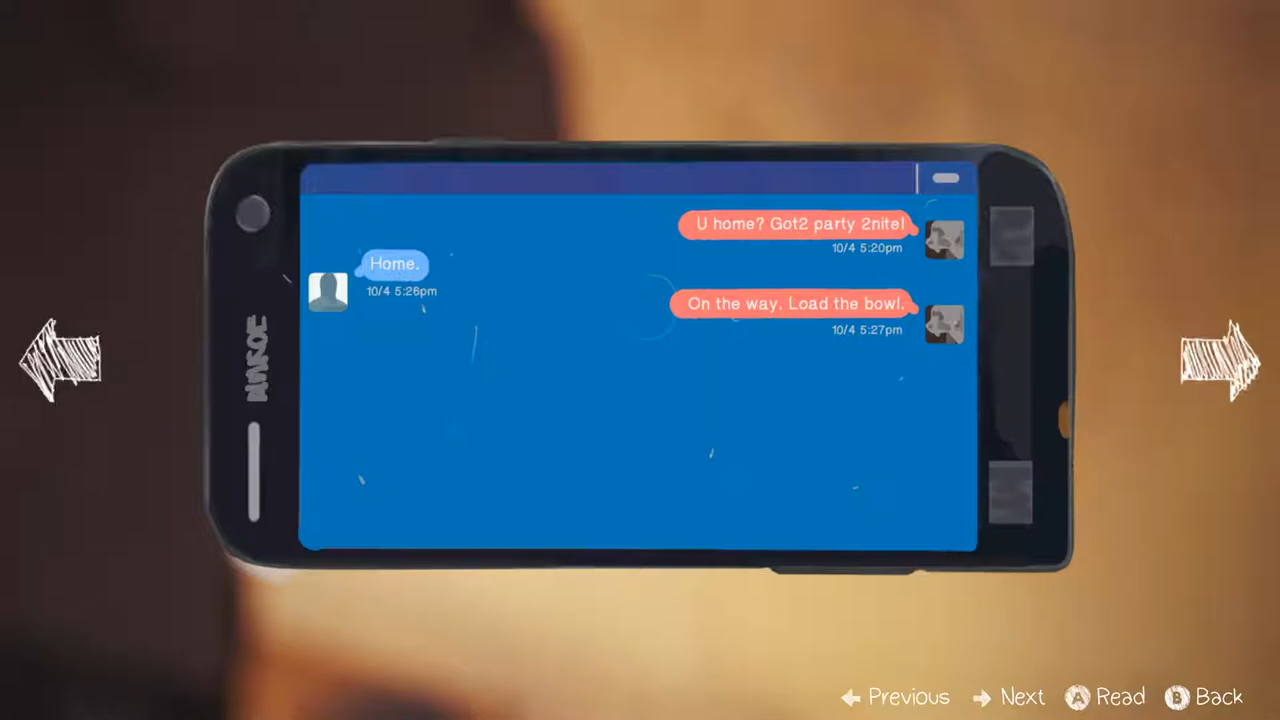 U home? Got2 party 2nite!
10/4 5:20pm
Home.
10/4 5:26pm
On the way. Load the bowl.
10/4 5:27pm
Previous Next A Read B Back